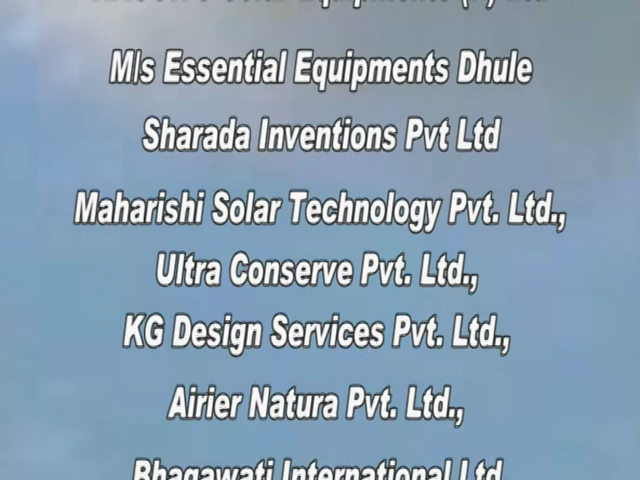 Equipments
M/s Essential Equipments Dhule
Sharada Inventions Pvt Ltd
Maharishi Solar Technology Pvt. Ltd.,
Ultra Conserve Pvt. Ltd.,
KG Design Services Pvt. Ltd.,
Airier Natura Pvt. Ltd.,
Bhagawati International Ltd